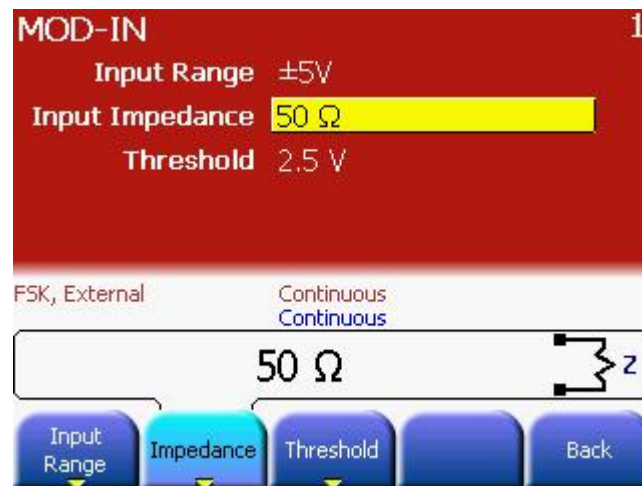 MOD-IN 1
Input Range ±5V
Input Impedance 50 Ω
Threshold 2.5 V
FSK, External Continuous
Continuous
50 Ω Z
Input Range Impedance Threshold Back